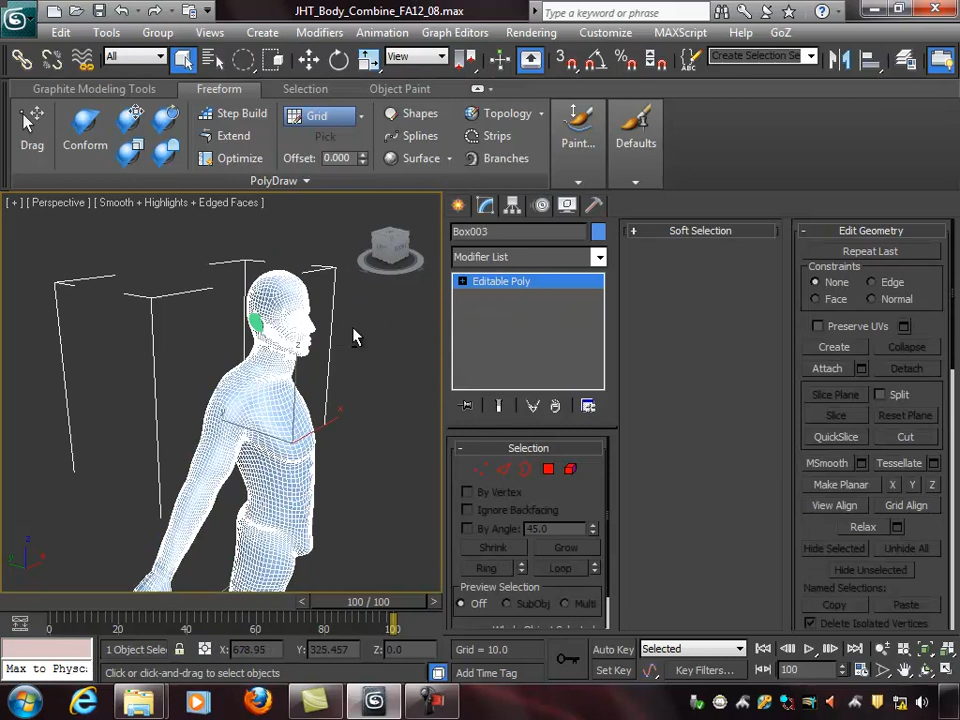 JHT_Body_Combine_FA12_08.max
Type a keyword or phrase
Edit Tools Group Views Create Modifiers Animation Graph Editors Rendering Customize MAXScript Help GoZ
All View Create Selection Se
Graphite Modeling Tools Freeform Selection Object Paint
Drag Conform Step Build Extend Optimize Grid Pick Offset: 0.000 Shapes Splines Surface Topology Strips Branches Paint... Defaults
PolyDraw
[ + ] [ Perspective ] [ Smooth + Highlights + Edged Faces ]
Box003
Modifier List
Editable Poly
Selection
By Vertex
Ignore Backfacing
By Angle: 45.0
Shrink Grow
Ring Loop
Preview Selection
Off SubObj Multi
Soft Selection
Edit Geometry
Repeat Last
Constraints
None Edge
Face Normal
Preserve UVs
Create Collapse
Attach Detach
Slice Plane Split
Slice Reset Plane
QuickSlice Cut
MSmooth Tessellate
Make Planar X Y Z
View Align Grid Align
Relax
Hide Selected Unhide All
Hide Unselected
Named Selections:
Copy Paste
Delete Isolated Vertices
z
x
z
x
y
< 100 / 100 >
0 20 40 60 80 100
1 Object Sele X: 678.95 Y: 325.457 Z: 0.0 Grid = 10.0 Auto Key Selected
Max to Physc Click or click-and-drag to select objects Add Time Tag Set Key Key Filters... 100